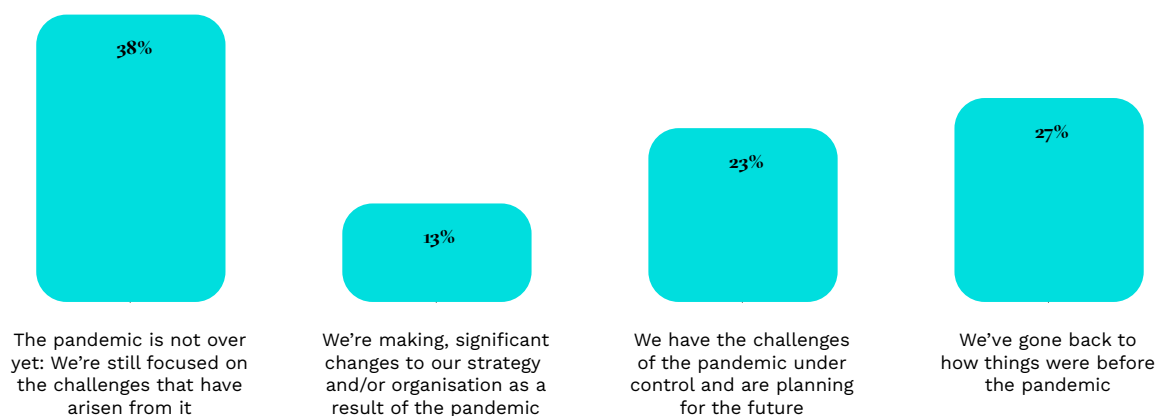 38%
13%
23%
27%
The pandemic is not over
yet: We're still focused on
the challenges that have
arisen from it
We're making, significant
changes to our strategy
and/or organisation as a
result of the pandemic
We have the challenges
of the pandemic under
control and are planning
for the future
We've gone back to
how things were before
the pandemic